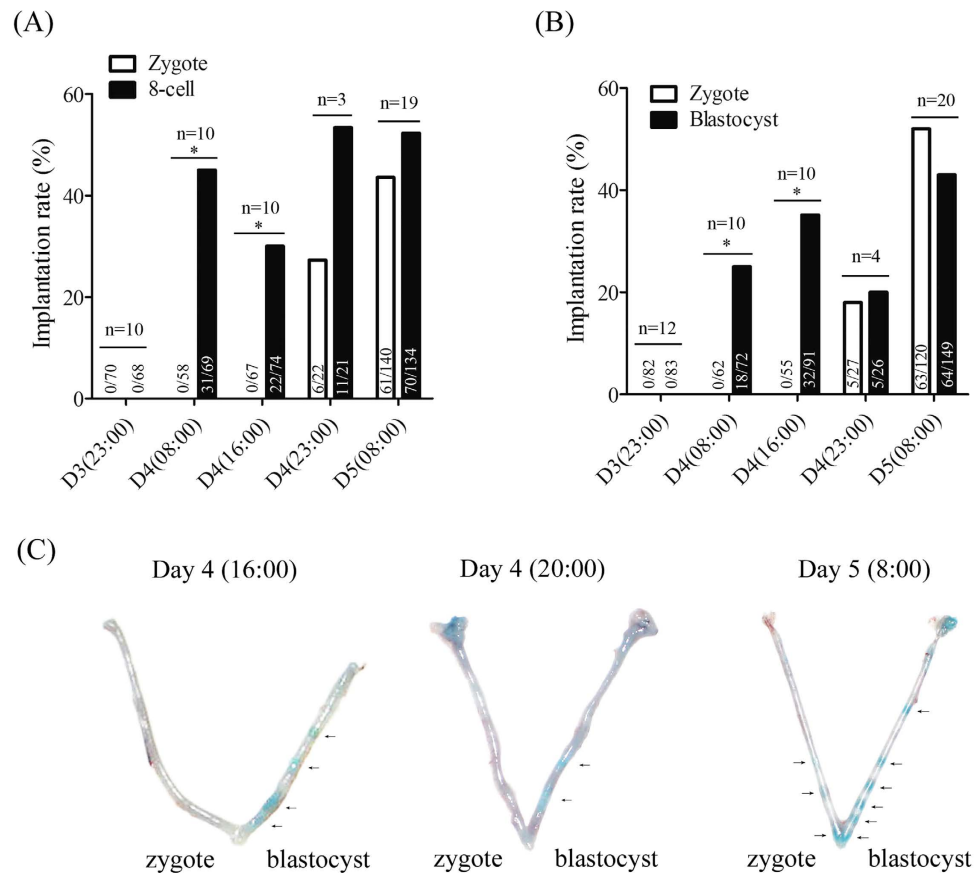 (A)
Zygote
8-cell
Implantation rate (%)
60
40
20
0
n=10
n=10
*
n=10
*
n=3
n=19
0/70
0/68
0/58
31/69
0/67
22/74
6/22
11/21
61/140
70/134
D3(23:00)
D4(08:00)
D4(16:00)
D4(23:00)
D5(08:00)
(B)
Zygote
Blastocyst
Implantation rate (%)
60
40
20
0
n=12
n=10
*
n=10
*
n=4
n=20
0/82
0/83
0/62
18/72
0/55
32/91
5/27
5/26
63/120
64/149
D3(23:00)
D4(08:00)
D4(16:00)
D4(23:00)
D5(08:00)
(C)
Day 4 (16:00)
Day 4 (20:00)
Day 5 (8:00)
zygote blastocyst
zygote blastocyst
zygote blastocyst